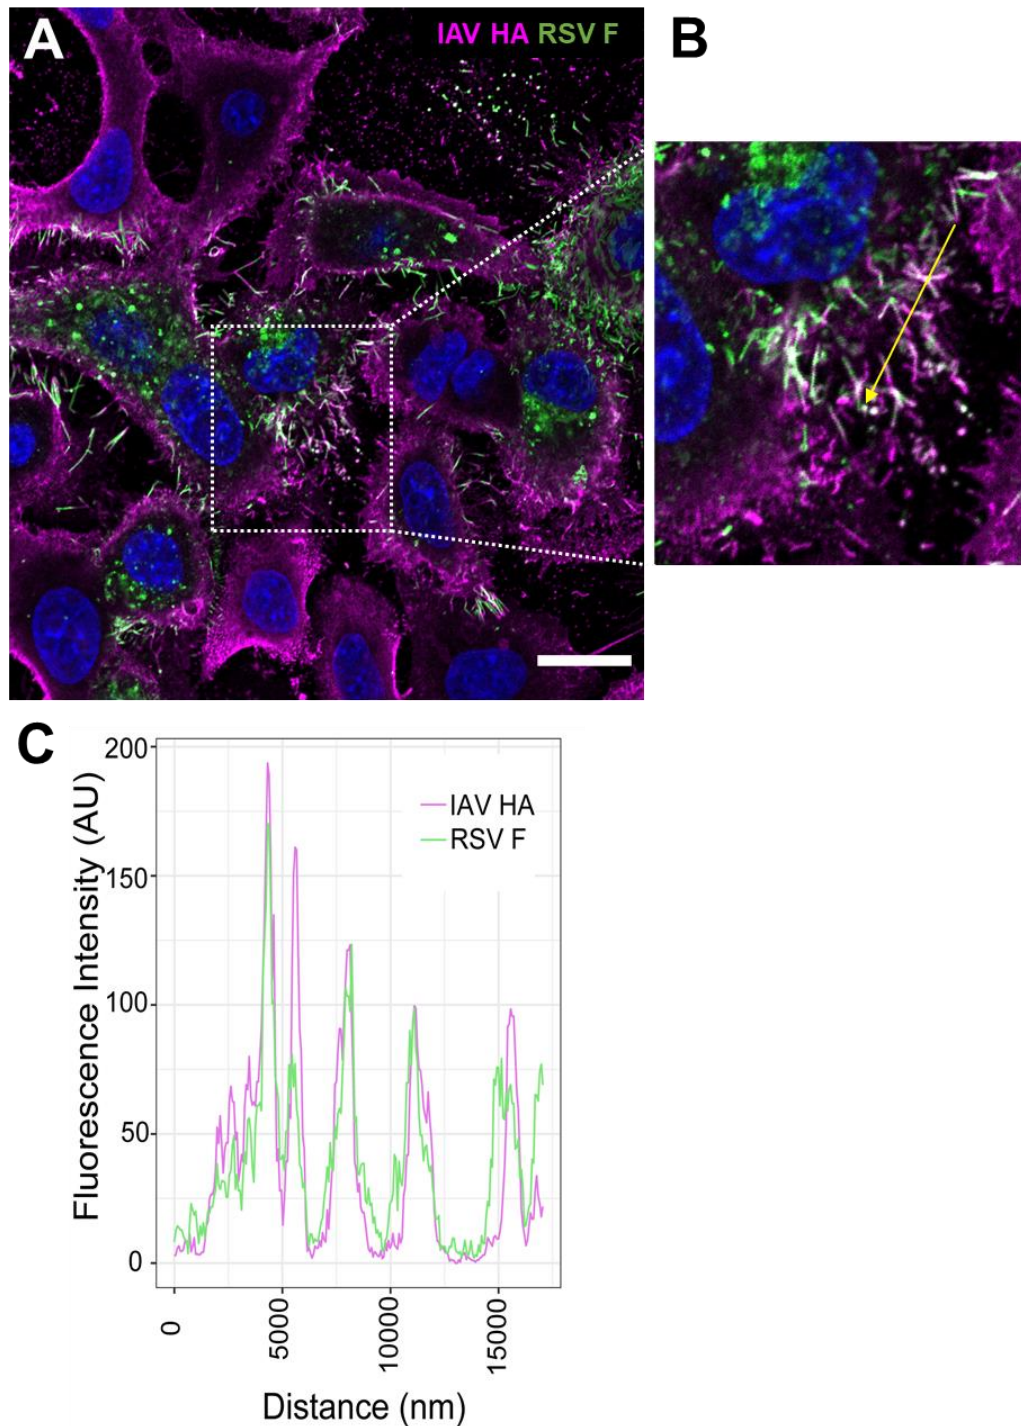 A
IAV HA RSV F
B
C
200
150
100
50
0
Fluorescence Intensity (AU)
IAV HA
RSV F
0
5000
10000
15000
Distance (nm)